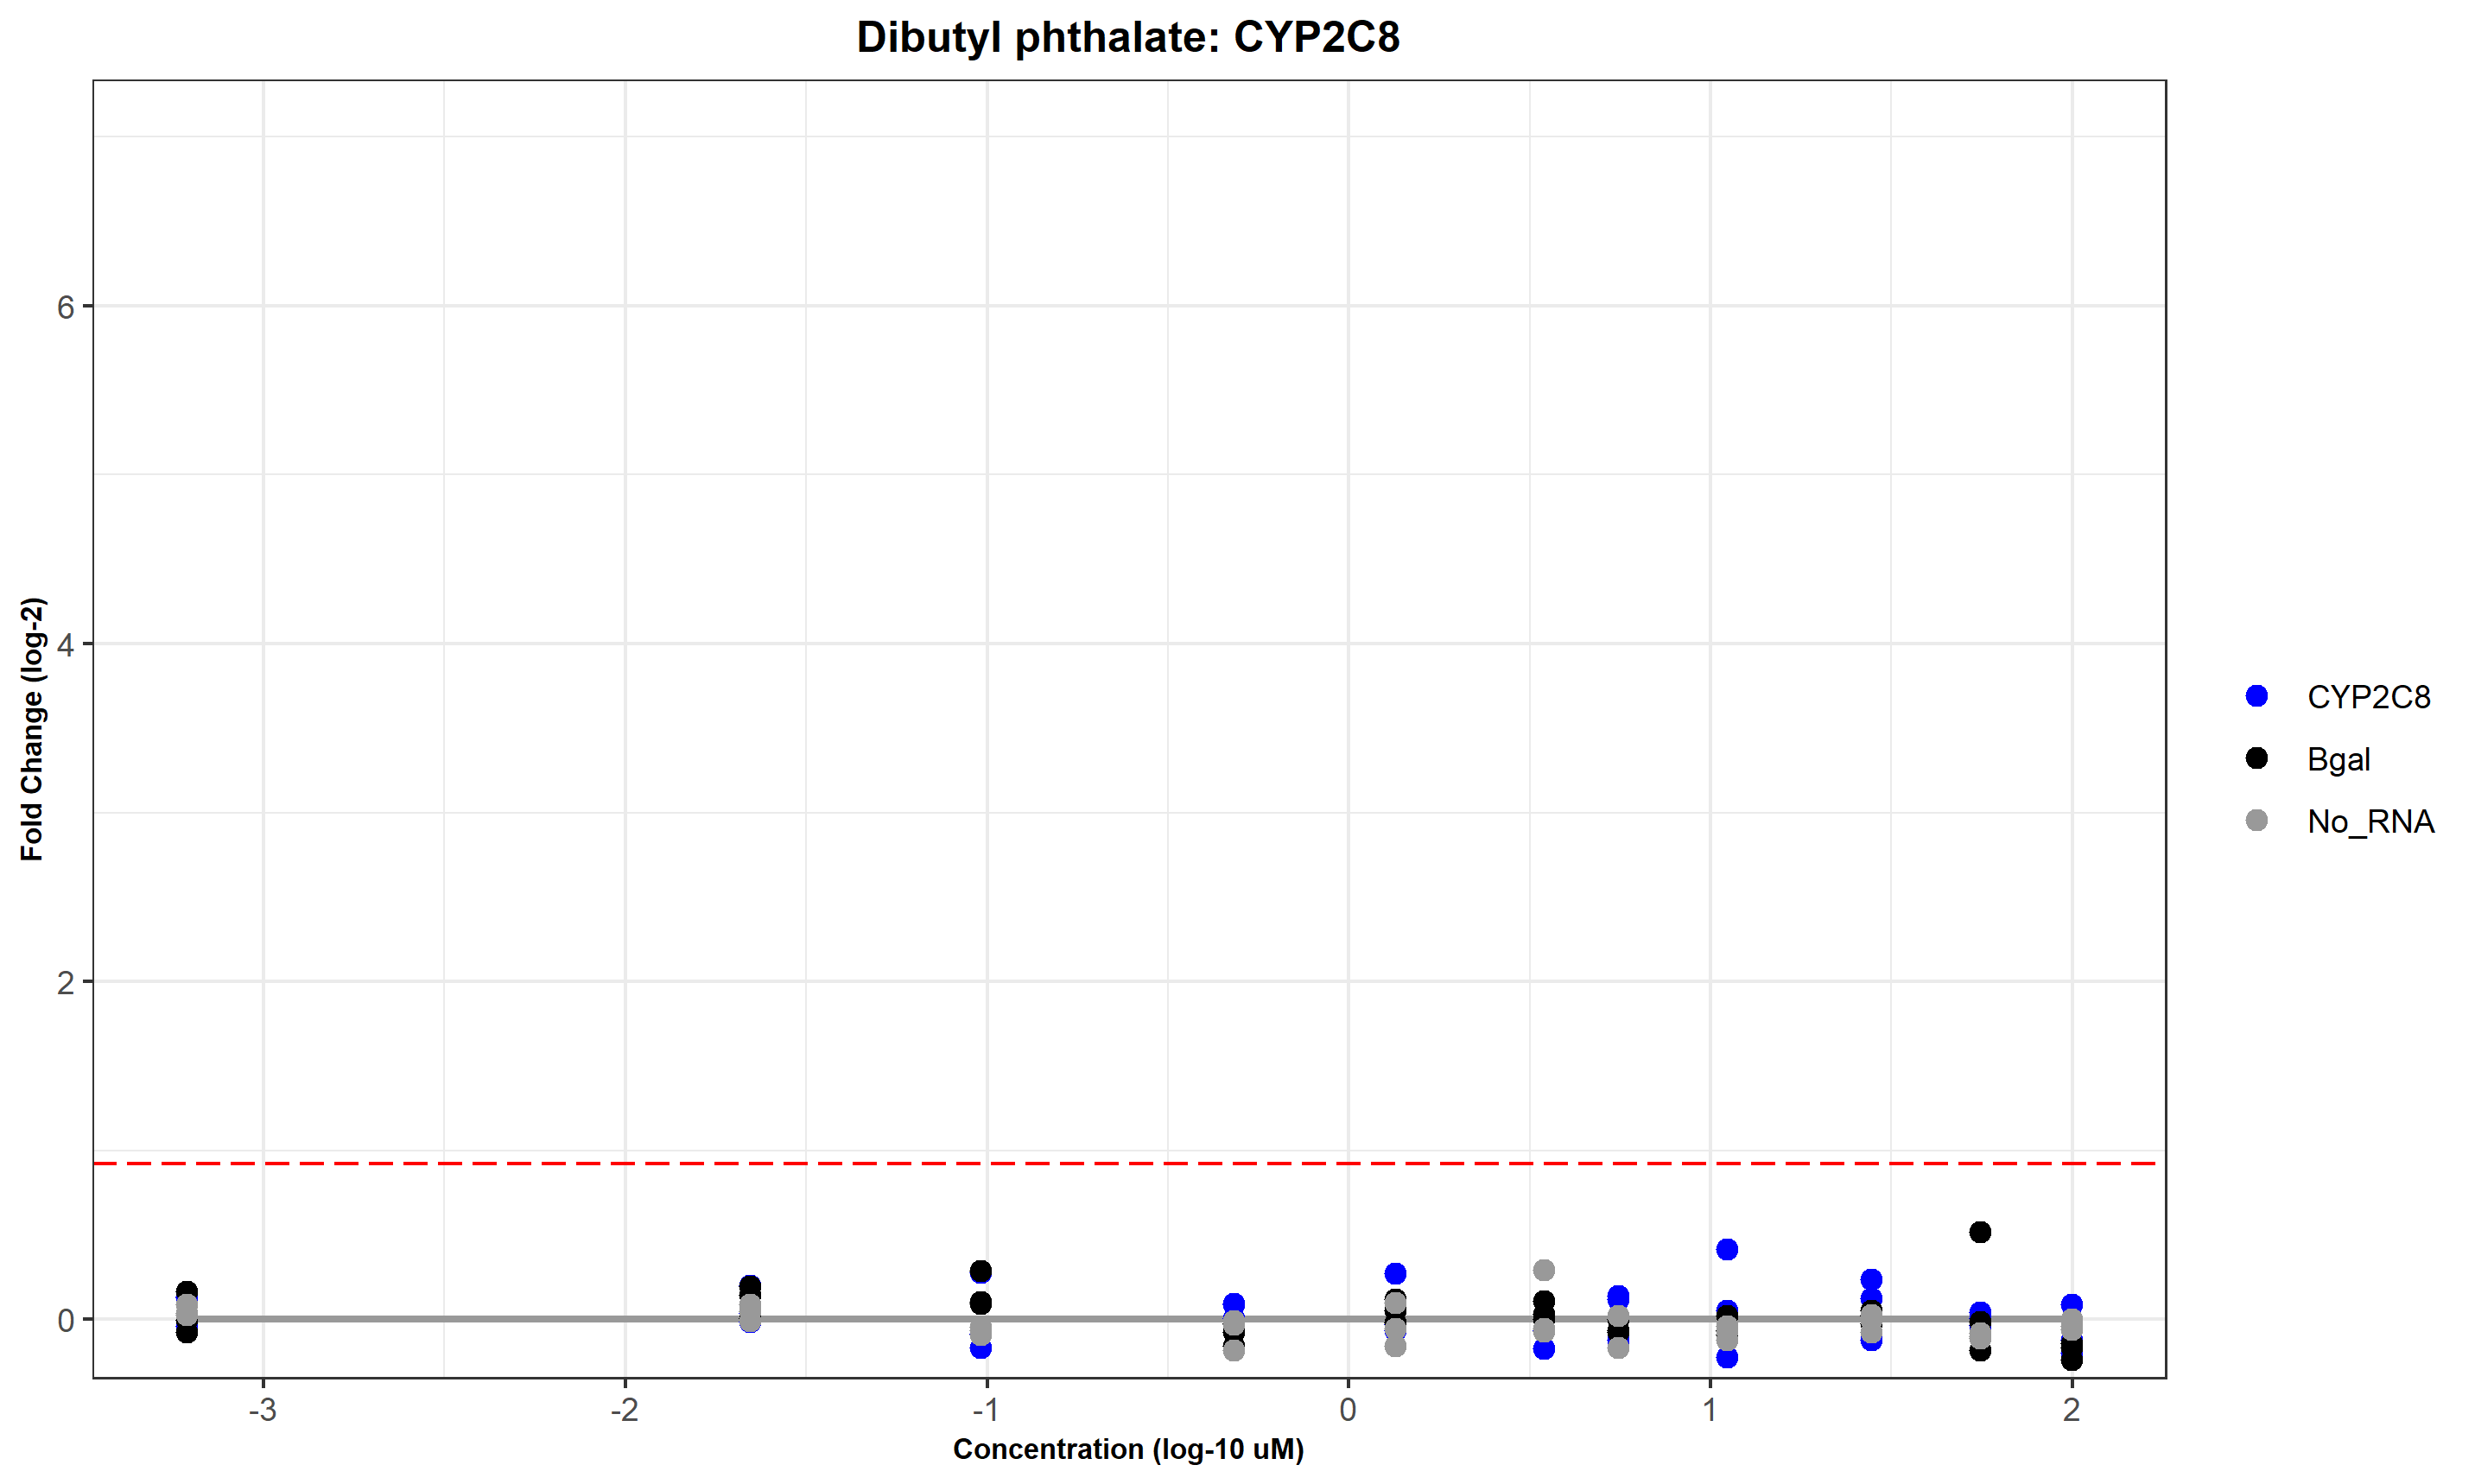 Dibutyl phthalate: CYP2C8
Fold Change (log-2)
6
4
2
0
-3
-2
-1
0
1
2
Concentration (log-10 uM)
CYP2C8
Bgal
No_RNA